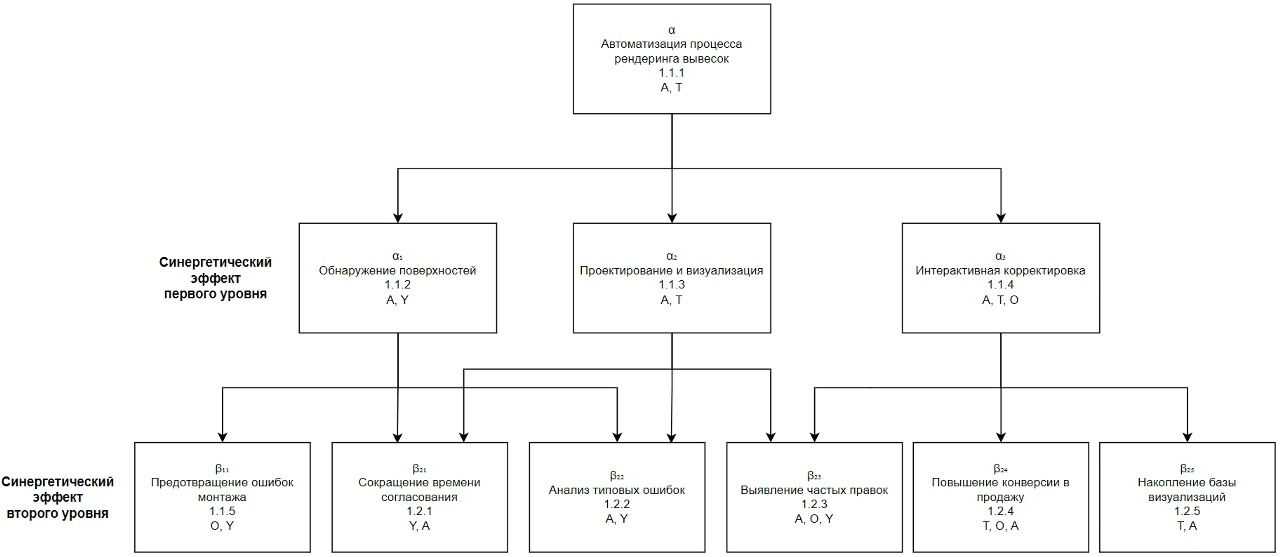 α
Автоматизация процесса
рендеринга вывесок
1.1.1
А, Т
Синергетический
эффект
первого уровня
α₁
Обнаружение поверхностей
1.1.2
А, Y
α₂
Проектирование и визуализация
1.1.3
А, Т
α₃
Интерактивная корректировка
1.1.4
А, Т, О
Синергетический
эффект
второго уровня
β₁₁
Предотвращение ошибок
монтажа
1.1.5
О, Y
β₂₁
Сокращение времени
согласования
1.2.1
Y, А
β₂₂
Анализ типовых ошибок
1.2.2
А, Y
β₂₃
Выявление частых правок
1.2.3
А, О, Y
β₂₄
Повышение конверсии в
продажу
1.2.4
Т, О, А
β₂₅
Накопление базы
визуализаций
1.2.5
Т, А